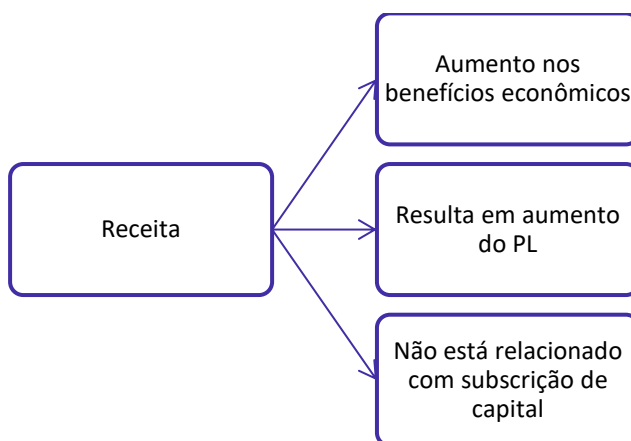 Receita
Aumento nos
benefícios econômicos
Resulta em aumento
do PL
Não está relacionado
com subscrição de
capital